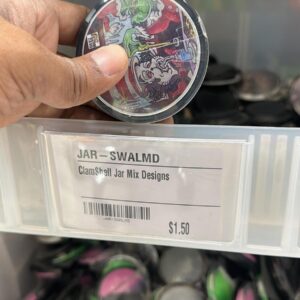 JAR-SWALMD
ClamShell Jar Mix Designs
$1.50